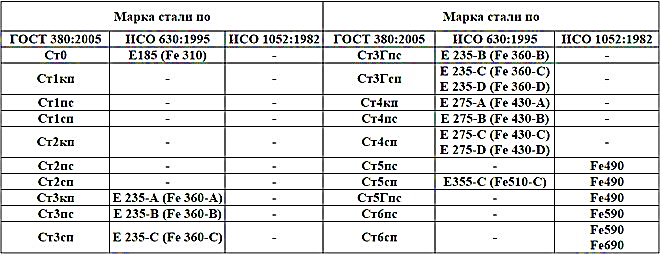 Марка стали по Марка стали по
ГОСТ 380:2005 ИСО 630:1995 ИСО 1052:1982 ГОСТ 380:2005 ИСО 630:1995 ИСО 1052:1982
Ст0 E185 (Fe 310) - Ст3Гпс E 235-B (Fe 360-B) -
Ст1кп - - Ст3Гсп E 235-C (Fe 360-C) -
E 235-D (Fe 360-D)
Ст1пс - - Ст4кп E 275-A (Fe 430-A) -
Ст1сп - - Ст4пс E 275-B (Fe 430-B) -
Ст2кп - - Ст4сп E 275-C (Fe 430-C) -
E 275-D (Fe 430-D)
Ст2пс - - Ст5пс - Fe490
Ст2сп - - Ст5сп E355-C (Fe510-C) Fe490
Ст3кп E 235-A (Fe 360-A) - Ст5Гпс - Fe490
Ст3пс E 235-B (Fe 360-B) - Ст6пс - Fe590
Ст3сп E 235-C (Fe 360-C) - Ст6сп - Fe590
Fe690